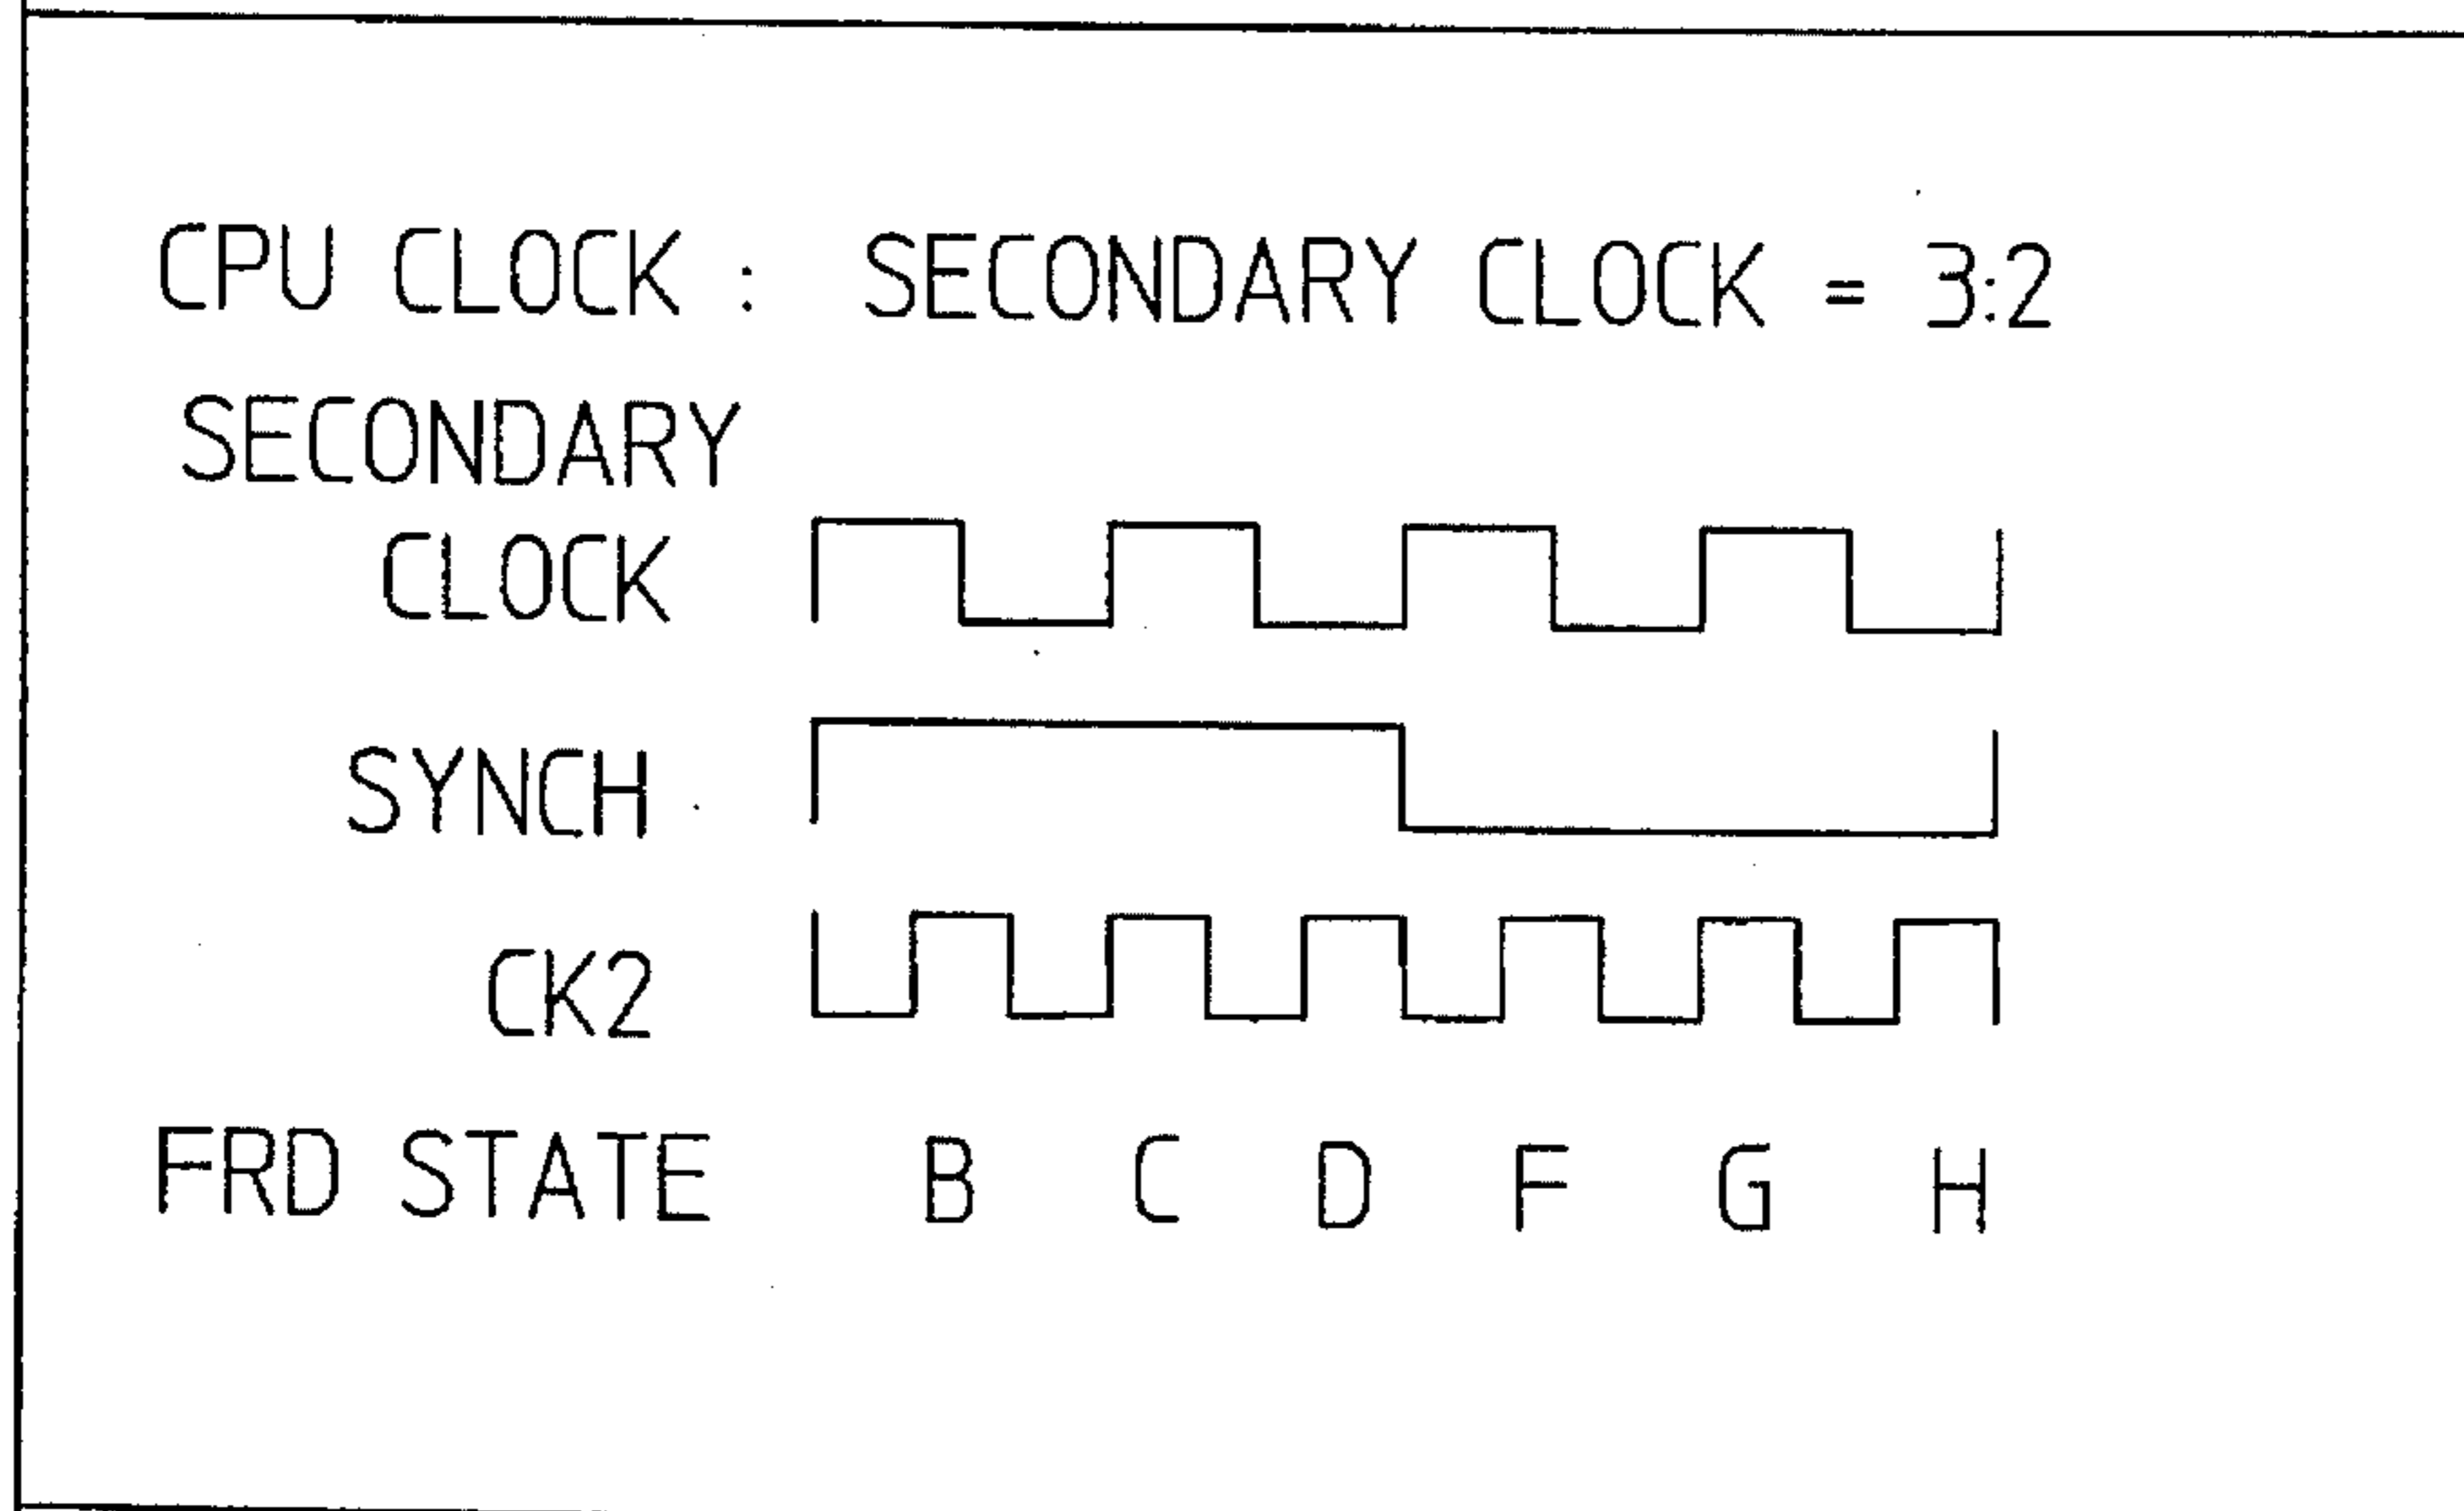 CPU CLOCK : SECONDARY CLOCK = 3:2
SECONDARY
CLOCK
SYNCH
CK2
FRD STATE B C D F G H